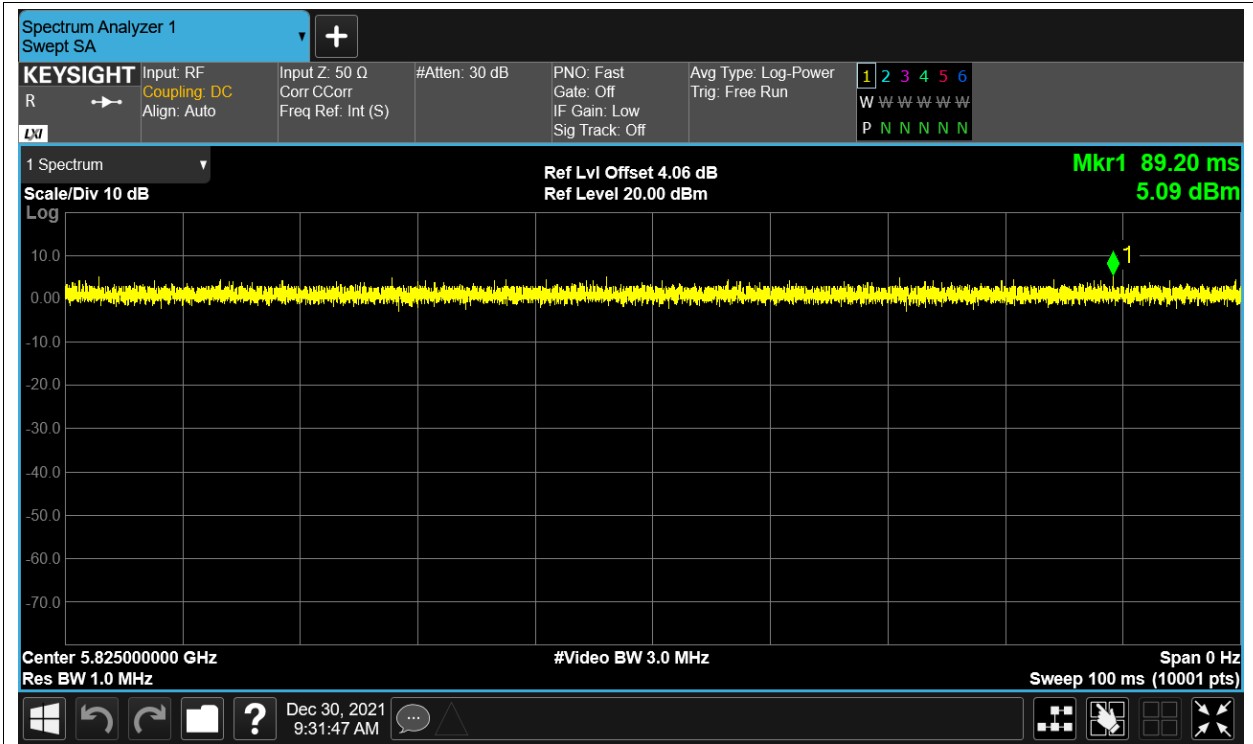 Spectrum Analyzer 1
Swept SA
KEYSIGHT
R
LXI
Input: RF
Coupling: DC
Align: Auto
Input Z: 50 Ω
Corr CCorr
Freq Ref: Int (S)
#Atten: 30 dB
PNO: Fast
Gate: Off
IF Gain: Low
Sig Track: Off
Avg Type: Log-Power
Trig: Free Run
1 2 3 4 5 6
W W W W W W
P N N N N N
1 Spectrum
Scale/Div 10 dB
Log
Ref Lvl Offset 4.06 dB
Ref Level 20.00 dBm
Mkr1 89.20 ms
5.09 dBm
1
10.0
0.00
-10.0
-20.0
-30.0
-40.0
-50.0
-60.0
-70.0
Center 5.825000000 GHz
Res BW 1.0 MHz
#Video BW 3.0 MHz
Span 0 Hz
Sweep 100 ms (10001 pts)
?
Dec 30, 2021
9:31:47 AM